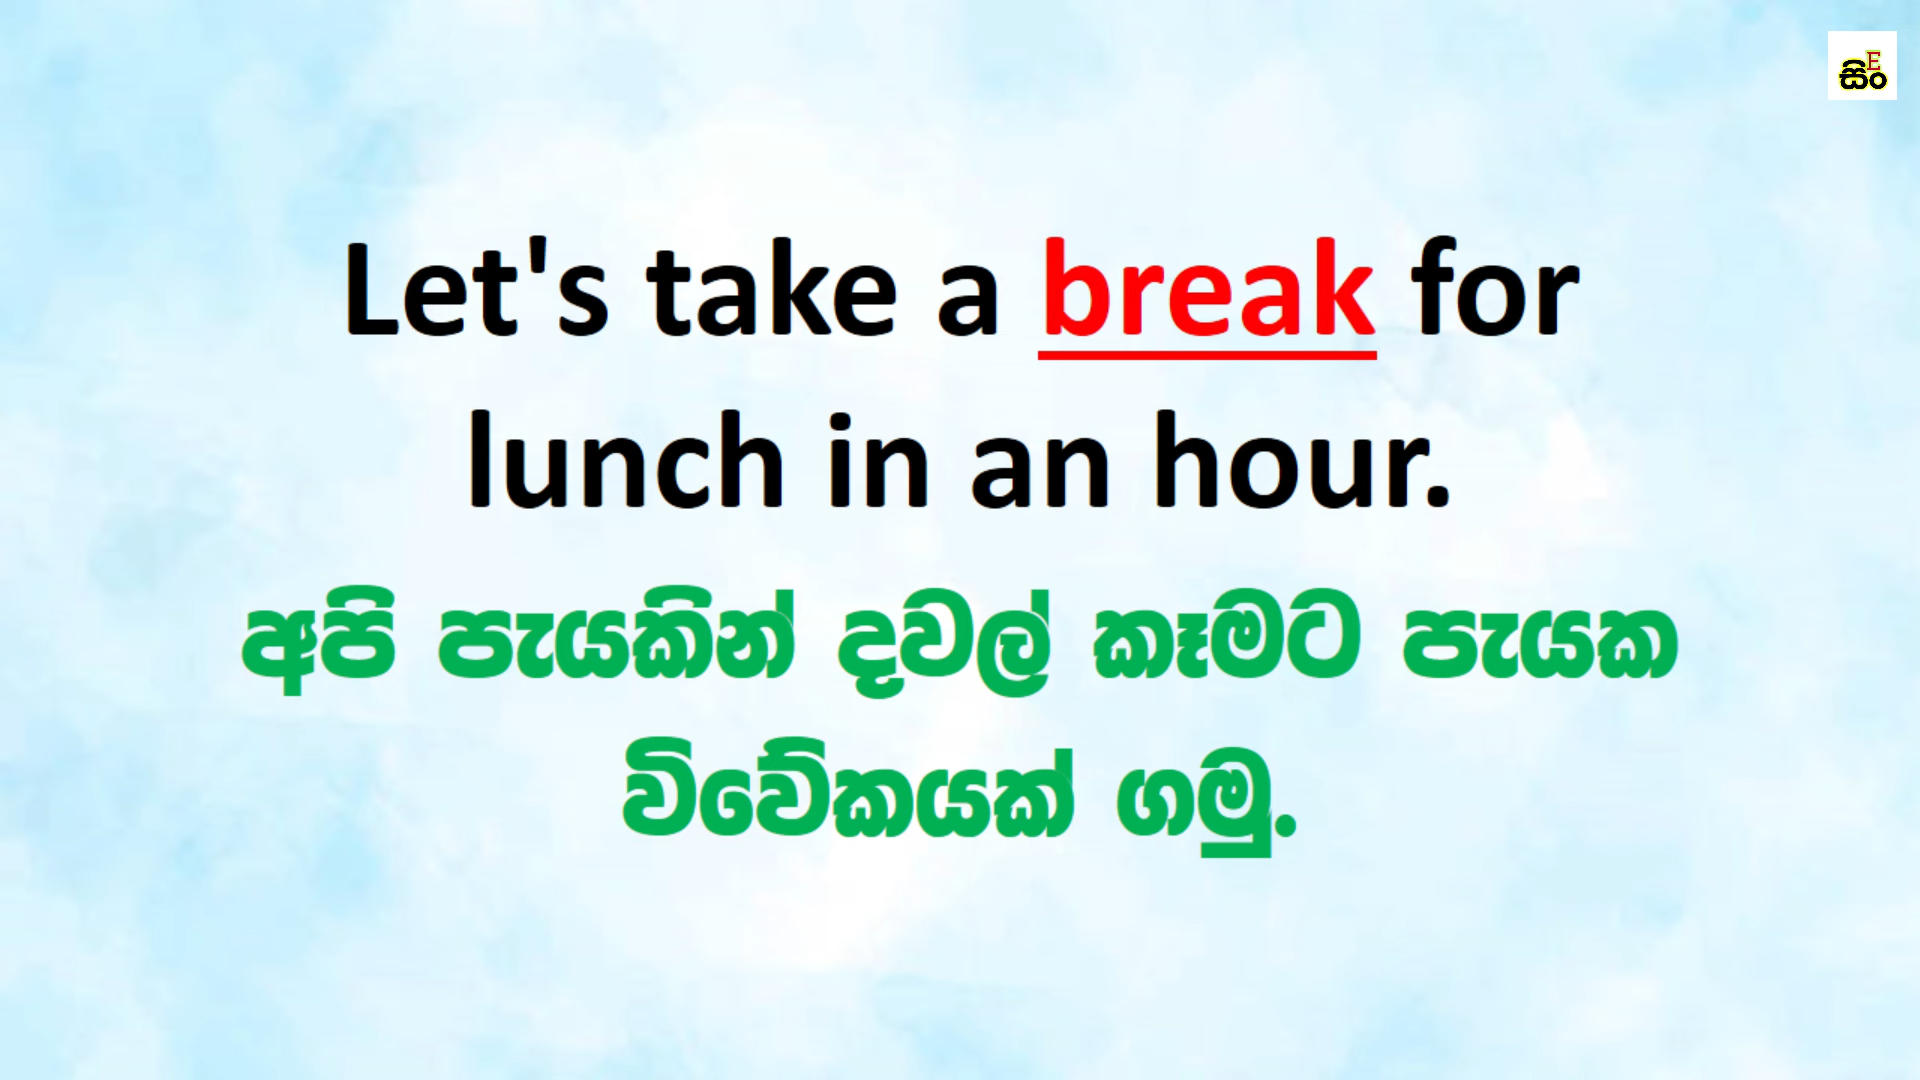 සිංE
Let's take a break for
lunch in an hour.
අපි පැයකින් දවල් කෑමට පැයක
විවේකයක් ගමු.